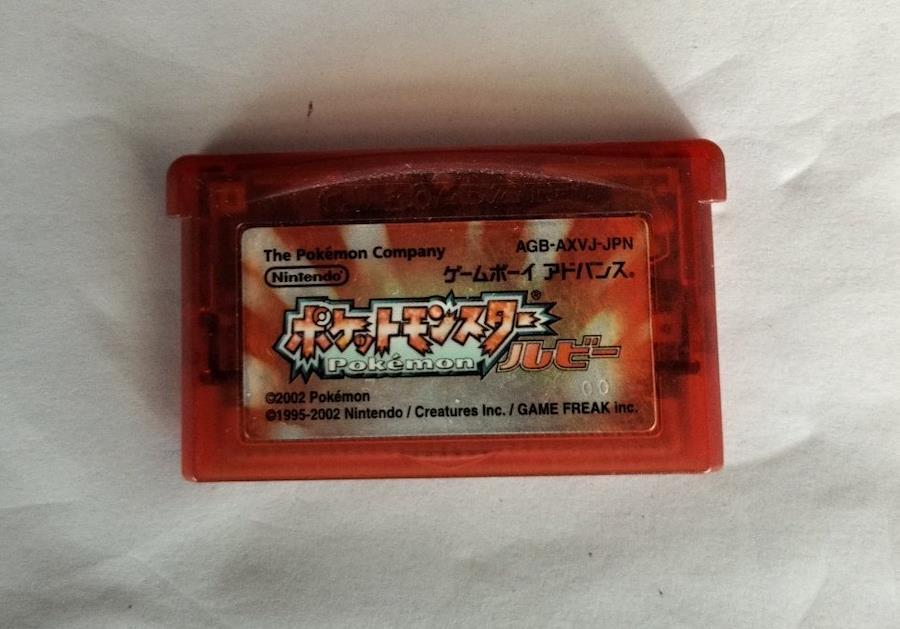 The Pokémon Company
AGB-AXVJ-JPN
Nintendo
ゲームボーイ アドバンス®
ポケットモンスター®
Pokémon
ルビー
00
©2002 Pokémon
©1995-2002 Nintendo / Creatures Inc. / GAME FREAK inc.